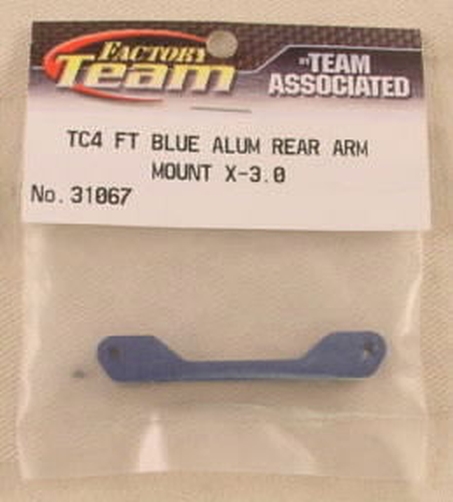 FACTORY
Team
BY TEAM
ASSOCIATED
TC4 FT BLUE ALUM REAR ARM
MOUNT X-3.0
No.31067